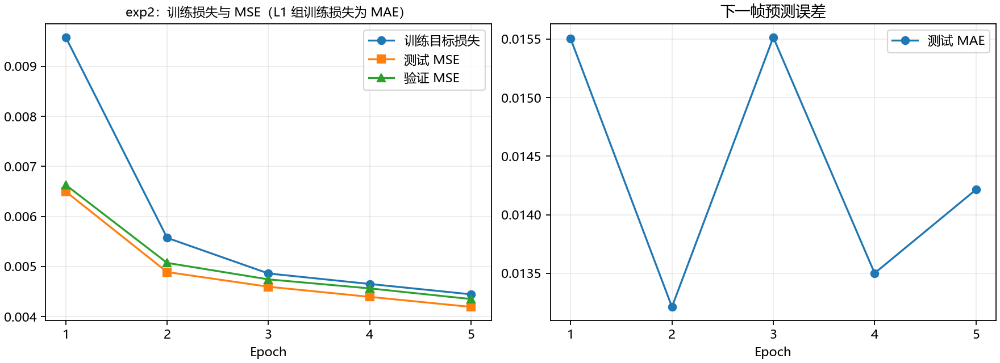 exp2：训练损失与 MSE（L1 组训练损失为 MAE）
训练目标损失
测试 MSE
验证 MSE
0.009
0.008
0.007
0.006
0.005
0.004
1 2 3 4 5
Epoch
下一帧预测误差
测试 MAE
0.0155
0.0150
0.0145
0.0140
0.0135
1 2 3 4 5
Epoch